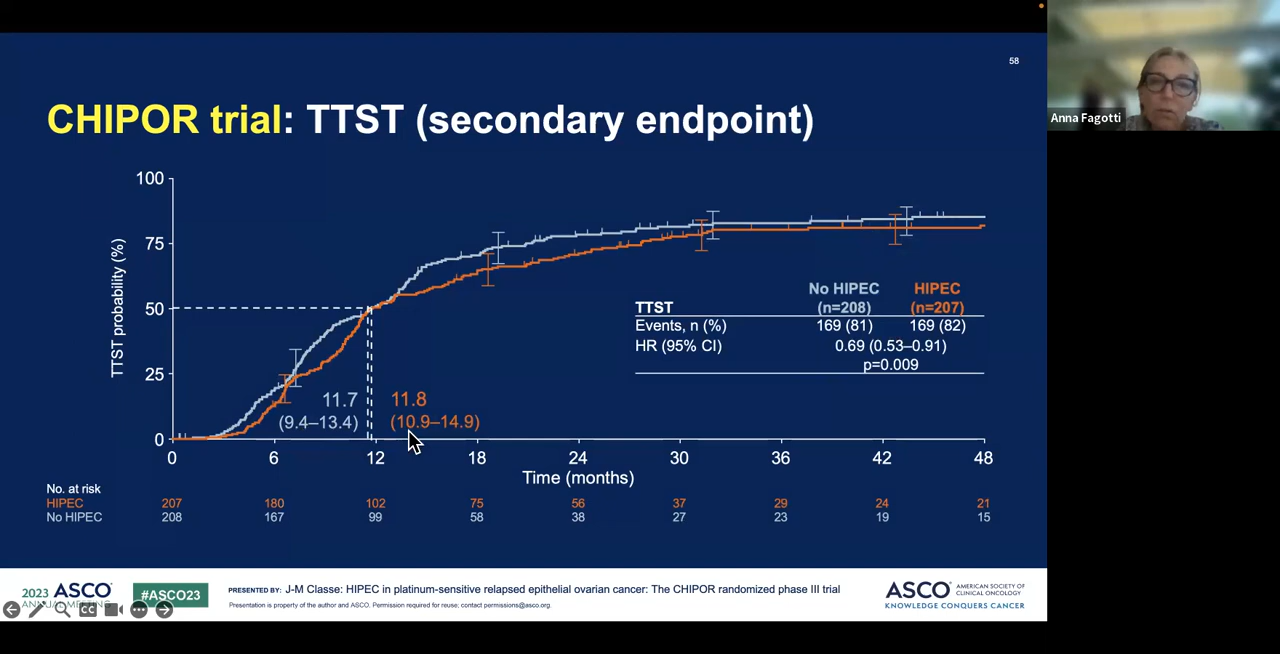 58
Anna Fagotti
CHIPOR trial: TTST (secondary endpoint)
TTST probability (%)
100
75
50
25
0
11.7
(9.4–13.4)
11.8
(10.9–14.9)
TTST No HIPEC (n=208) HIPEC (n=207)
Events, n (%) 169 (81) 169 (82)
HR (95% CI) 0.69 (0.53–0.91)
p=0.009
0 6 12 18 24 30 36 42 48
Time (months)
No. at risk
HIPEC 207 180 102 75 56 37 29 24 21
No HIPEC 208 167 99 58 38 27 23 19 15
2023 ASCO
ANNUAL MEETING
#ASCO23
PRESENTED BY: J-M Classe: HIPEC in platinum-sensitive relapsed epithelial ovarian cancer: The CHIPOR randomized phase III trial
Presentation is property of the author and ASCO. Permission required for reuse; contact permissions@asco.org.
ASCO AMERICAN SOCIETY OF
CLINICAL ONCOLOGY
KNOWLEDGE CONQUERS CANCER
CC